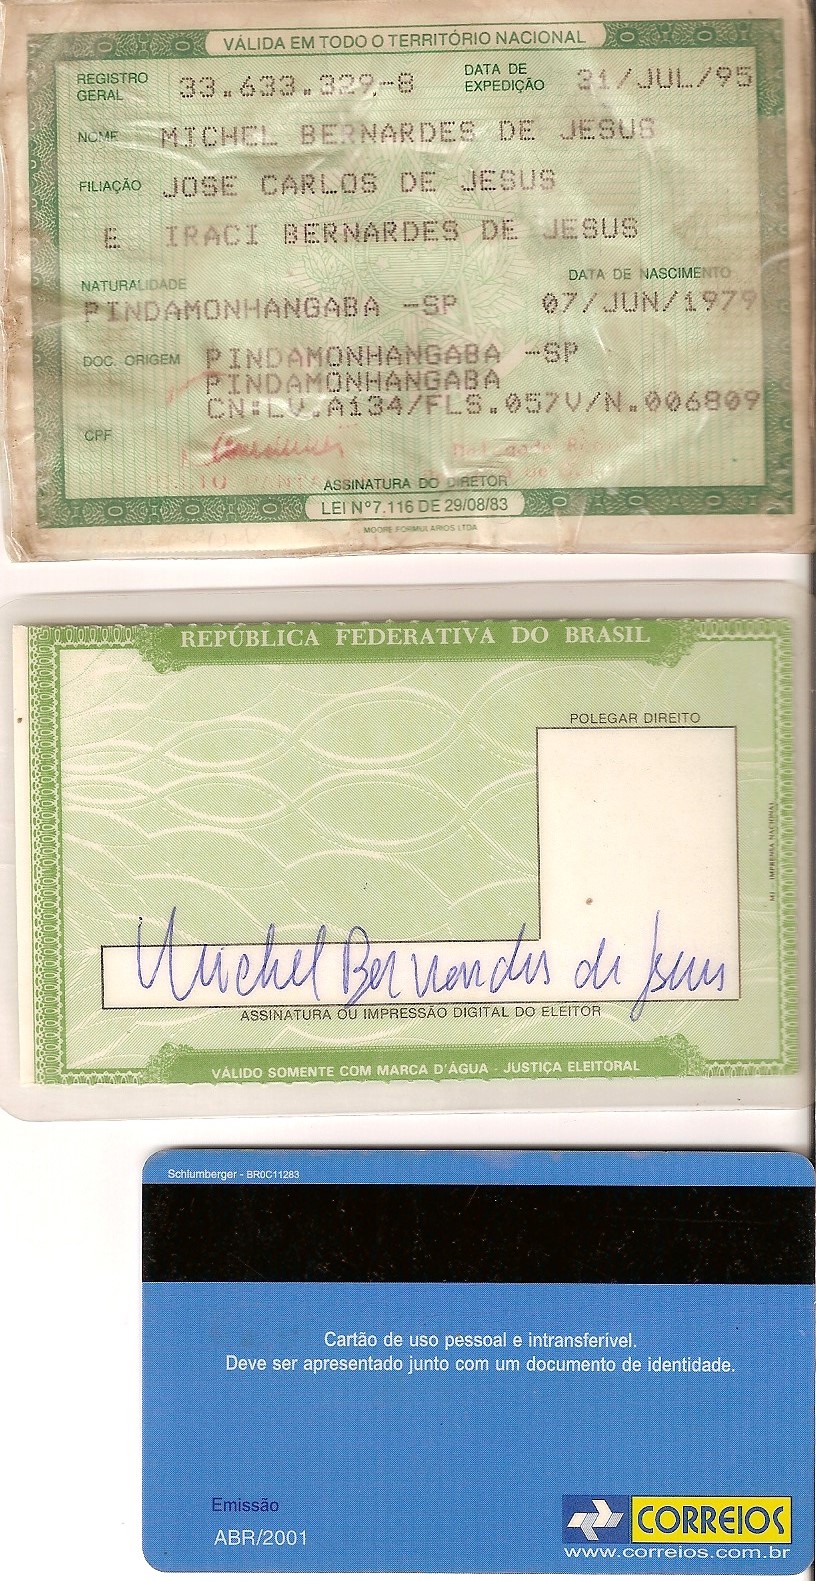 VÁLIDA EM TODO O TERRITÓRIO NACIONAL
REGISTRO GERAL 33.633.329-8 DATA DE EXPEDIÇÃO 31/JUL/95
NOME MICHEL BERNARDES DE JESUS
FILIAÇÃO JOSE CARLOS DE JESUS
E IRACI BERNARDES DE JESUS
NATURALIDADE DATA DE NASCIMENTO
PINDAMONHANGABA -SP 07/JUN/1979
DOC. ORIGEM PINDAMONHANGABA -SP
PINDAMONHANGABA
CN:LV.A134/FLS.057V/N.006809
CPF
ASSINATURA DO DIRETOR
LEI Nº 7.116 DE 29/08/83
MOORE FORMULARIOS LTDA
REPÚBLICA FEDERATIVA DO BRASIL
POLEGAR DIREITO
MJ - IMPRENSA NACIONAL
Michel Bernardes de Jesus
ASSINATURA OU IMPRESSÃO DIGITAL DO ELEITOR
VÁLIDO SOMENTE COM MARCA D'ÁGUA - JUSTIÇA ELEITORAL
Schlumberger - BR0C11283
Cartão de uso pessoal e intransferível.
Deve ser apresentado junto com um documento de identidade.
Emissão
ABR/2001
CORREIOS
www.correios.com.br